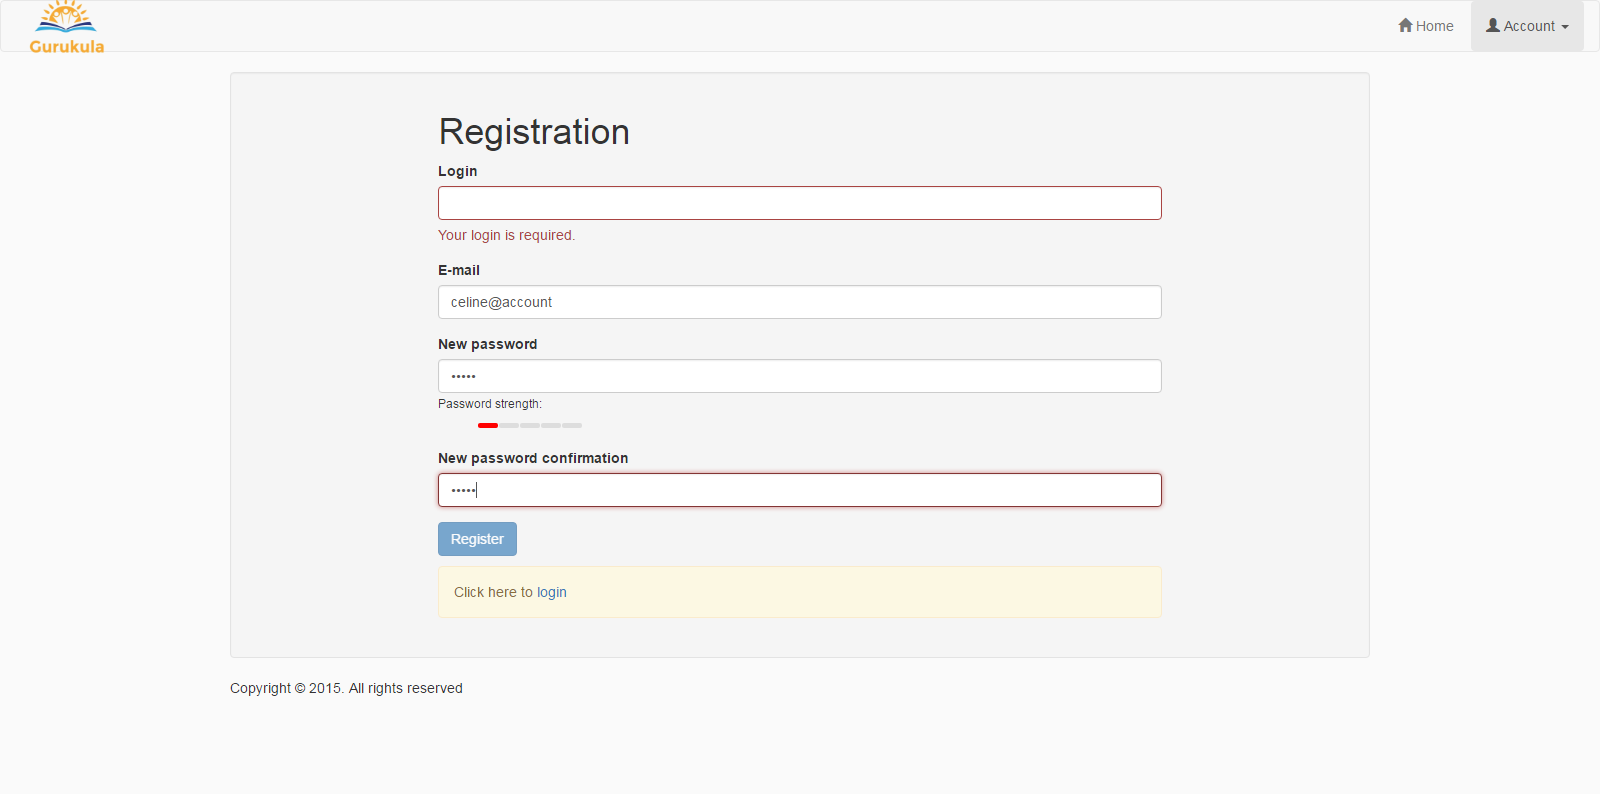 Gurukula
Home
Account
Registration
Login
Your login is required.
E-mail
celine@account
New password
•••••
Password strength:
New password confirmation
•••••
Register
Click here to login
Copyright © 2015. All rights reserved